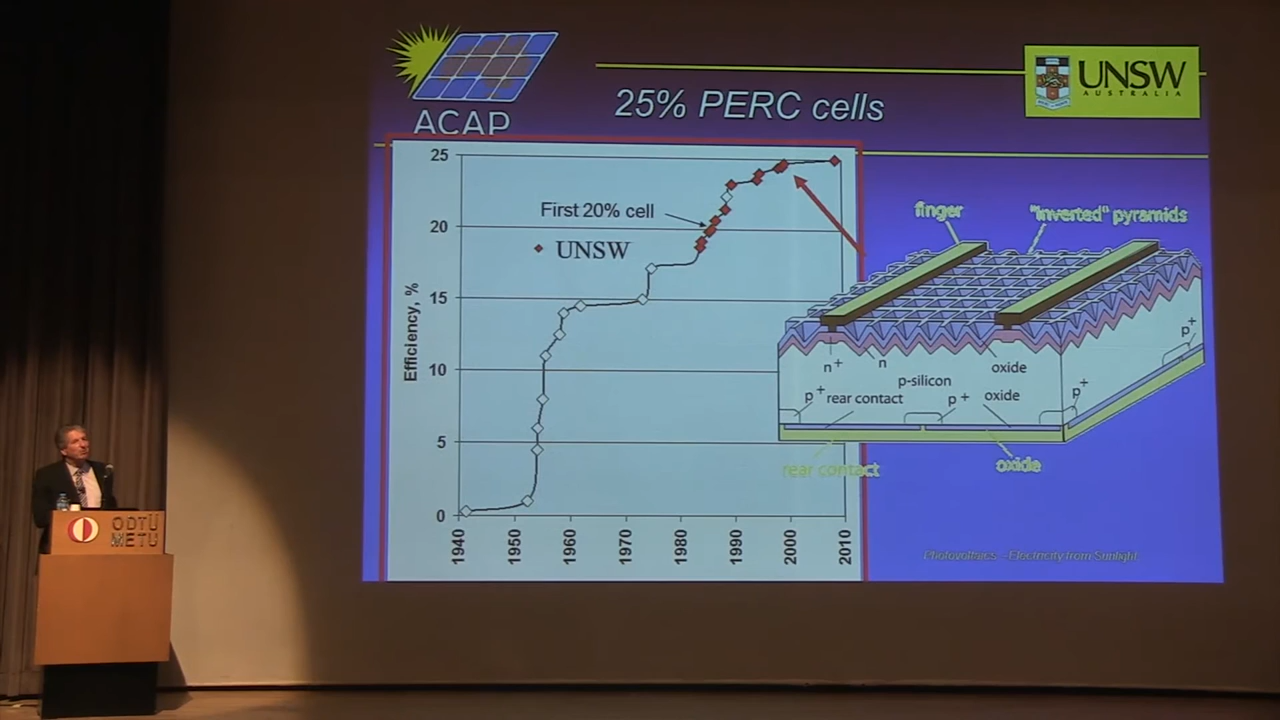 ACAP
25% PERC cells
UNSW
AUSTRALIA
25
20
15
10
5
0
Efficiency, %
First 20% cell
UNSW
1940
1950
1960
1970
1980
1990
2000
2010
finger
"inverted" pyramids
n+
n
oxide
p+
p-silicon
p+
rear contact
p+
oxide
p+
rear contact
oxide
Photovoltaics - Electricity from Sunlight
ODTÜ
METU